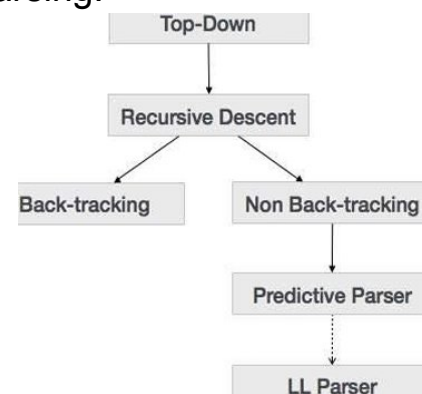 Top-Down
Recursive Descent
Back-tracking Non Back-tracking
Predictive Parser
LL Parser